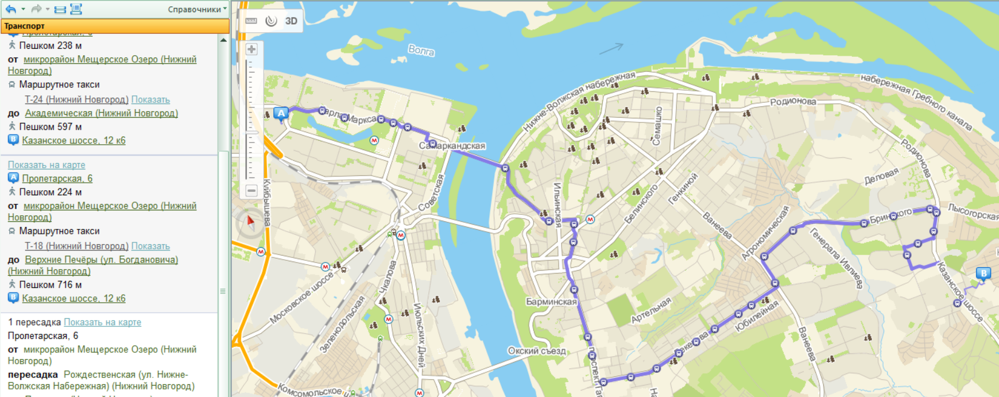 Справочники
Транспорт
Пролетарская, 6
Пешком 238 м
от микрорайон Мещерское Озеро (Нижний
Новгород)
Маршрутное такси
Т-24 (Нижний Новгород) Показать
до Академическая (Нижний Новгород)
Пешком 597 м
B Казанское шоссе, 12 к6
Показать на карте
A Пролетарская, 6
Пешком 224 м
от микрорайон Мещерское Озеро (Нижний
Новгород)
Маршрутное такси
Т-18 (Нижний Новгород) Показать
до Верхние Печёры (ул. Богдановича)
(Нижний Новгород)
Пешком 716 м
B Казанское шоссе, 12 к6
1 пересадка Показать на карте
Пролетарская, 6
от микрорайон Мещерское Озеро (Нижний
Новгород)
пересадка Рождественская (ул. Нижне-
Волжская Набережная) (Нижний Новгород)
3D
Волга
Нижне-Волжская набережная
набережная Гребного канала
Родионова
Семашко
A
Карла Маркса
Самаркандская
Родионова
Деловая
Куйбышева
Советская
Ильинская
Белинского
Генкиной
Ванеева
Агрономическая
Бринского
Лысогорская
Генерала Ивлиева
Казанское шоссе
B
Московское шоссе
Чкалова
Барминская
Артельная
Юбилейная
Зеленодольская
Июльских Дней
Окский съезд
Ванеева
Комсомольское ш